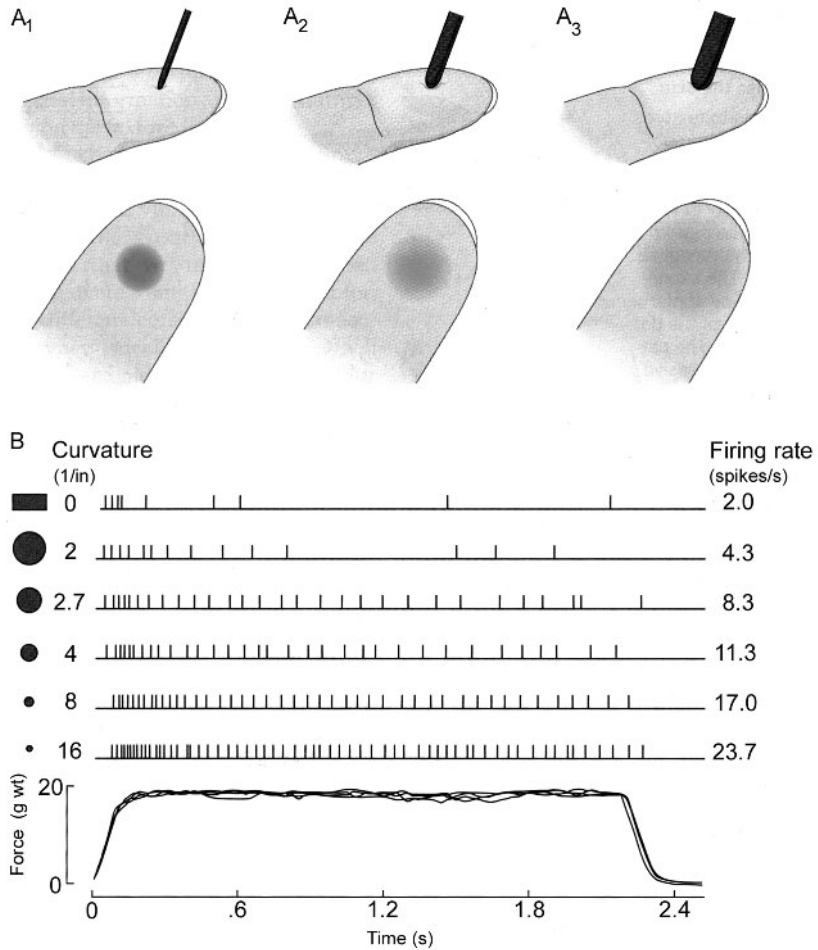 A1 A2 A3
B Curvature Firing rate
(1/in) (spikes/s)
0 2.0
2 4.3
2.7 8.3
4 11.3
8 17.0
16 23.7
20
Force (g wt)
0
0 .6 1.2 1.8 2.4
Time (s)